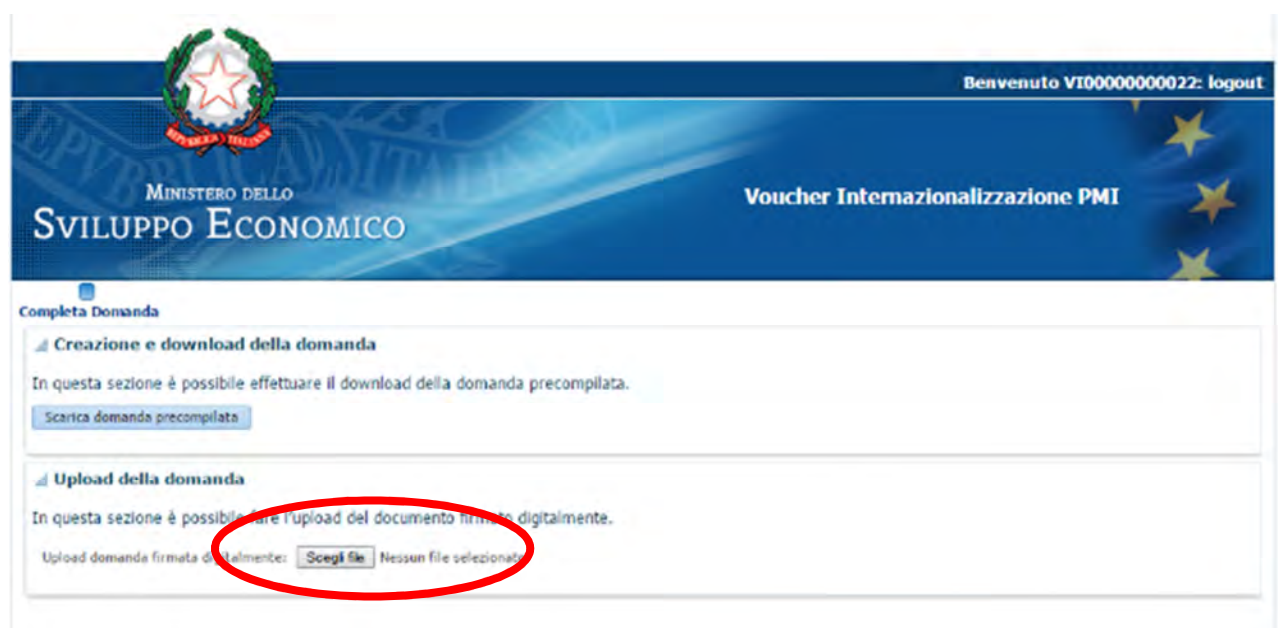 Benvenuto VI00000000022: logout
REPVBBLICA ITALIANA
MINISTERO DELLO
SVILUPPO ECONOMICO
Voucher Internazionalizzazione PMI
Completa Domanda
Creazione e download della domanda
In questa sezione è possibile effettuare il download della domanda precompilata.
Scarica domanda precompilata
Upload della domanda
In questa sezione è possibile fare l'upload del documento firmato digitalmente.
Upload domanda firmata digitalmente: Scegli file Nessun file selezionato